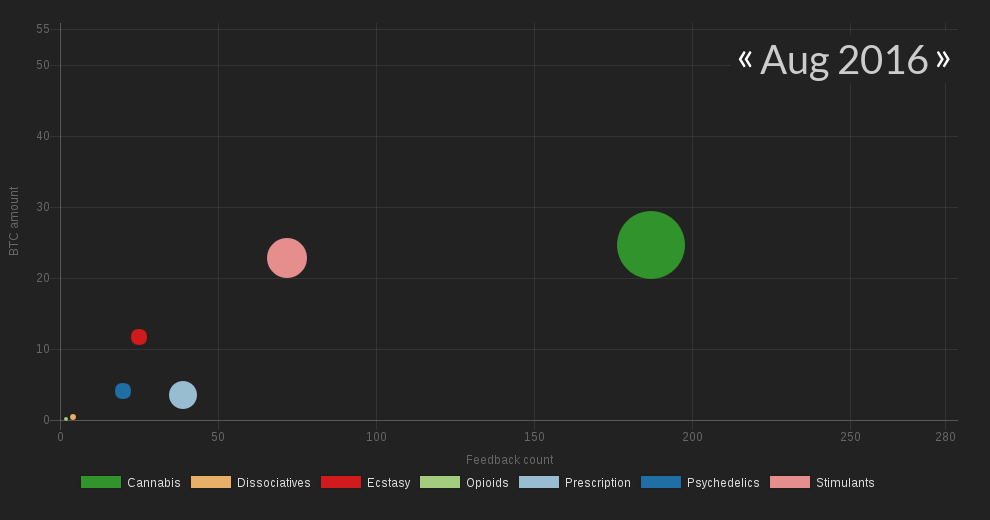 55
« Aug 2016 »
50
40
30
BTC amount
20
10
0
0 50 100 150 200 250 280
Feedback count
Cannabis Dissociatives Ecstasy Opioids Prescription Psychedelics Stimulants